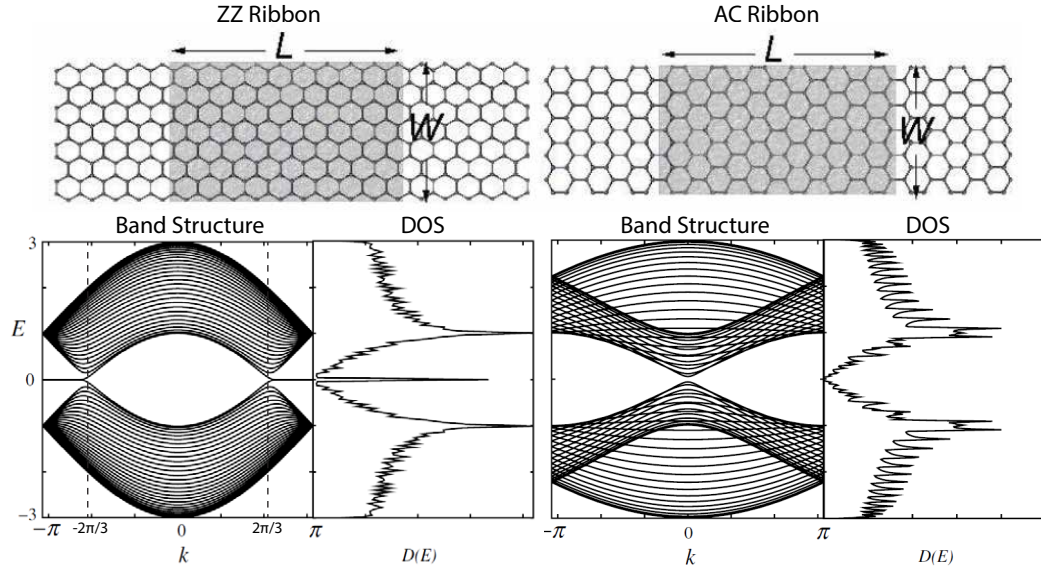 ZZ Ribbon
AC Ribbon
L
L
W
W
Band Structure
DOS
Band Structure
DOS
3
E
0
-3
-π
-2π/3
0
2π/3
π
-π
0
π
k
D(E)
k
D(E)